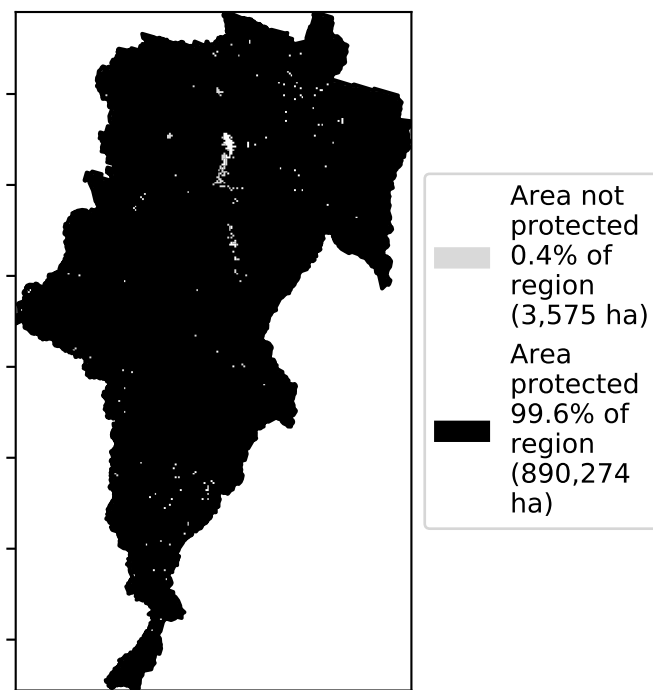 Area not
protected
0.4% of
region
(3,575 ha)
Area
protected
99.6% of
region
(890,274
ha)